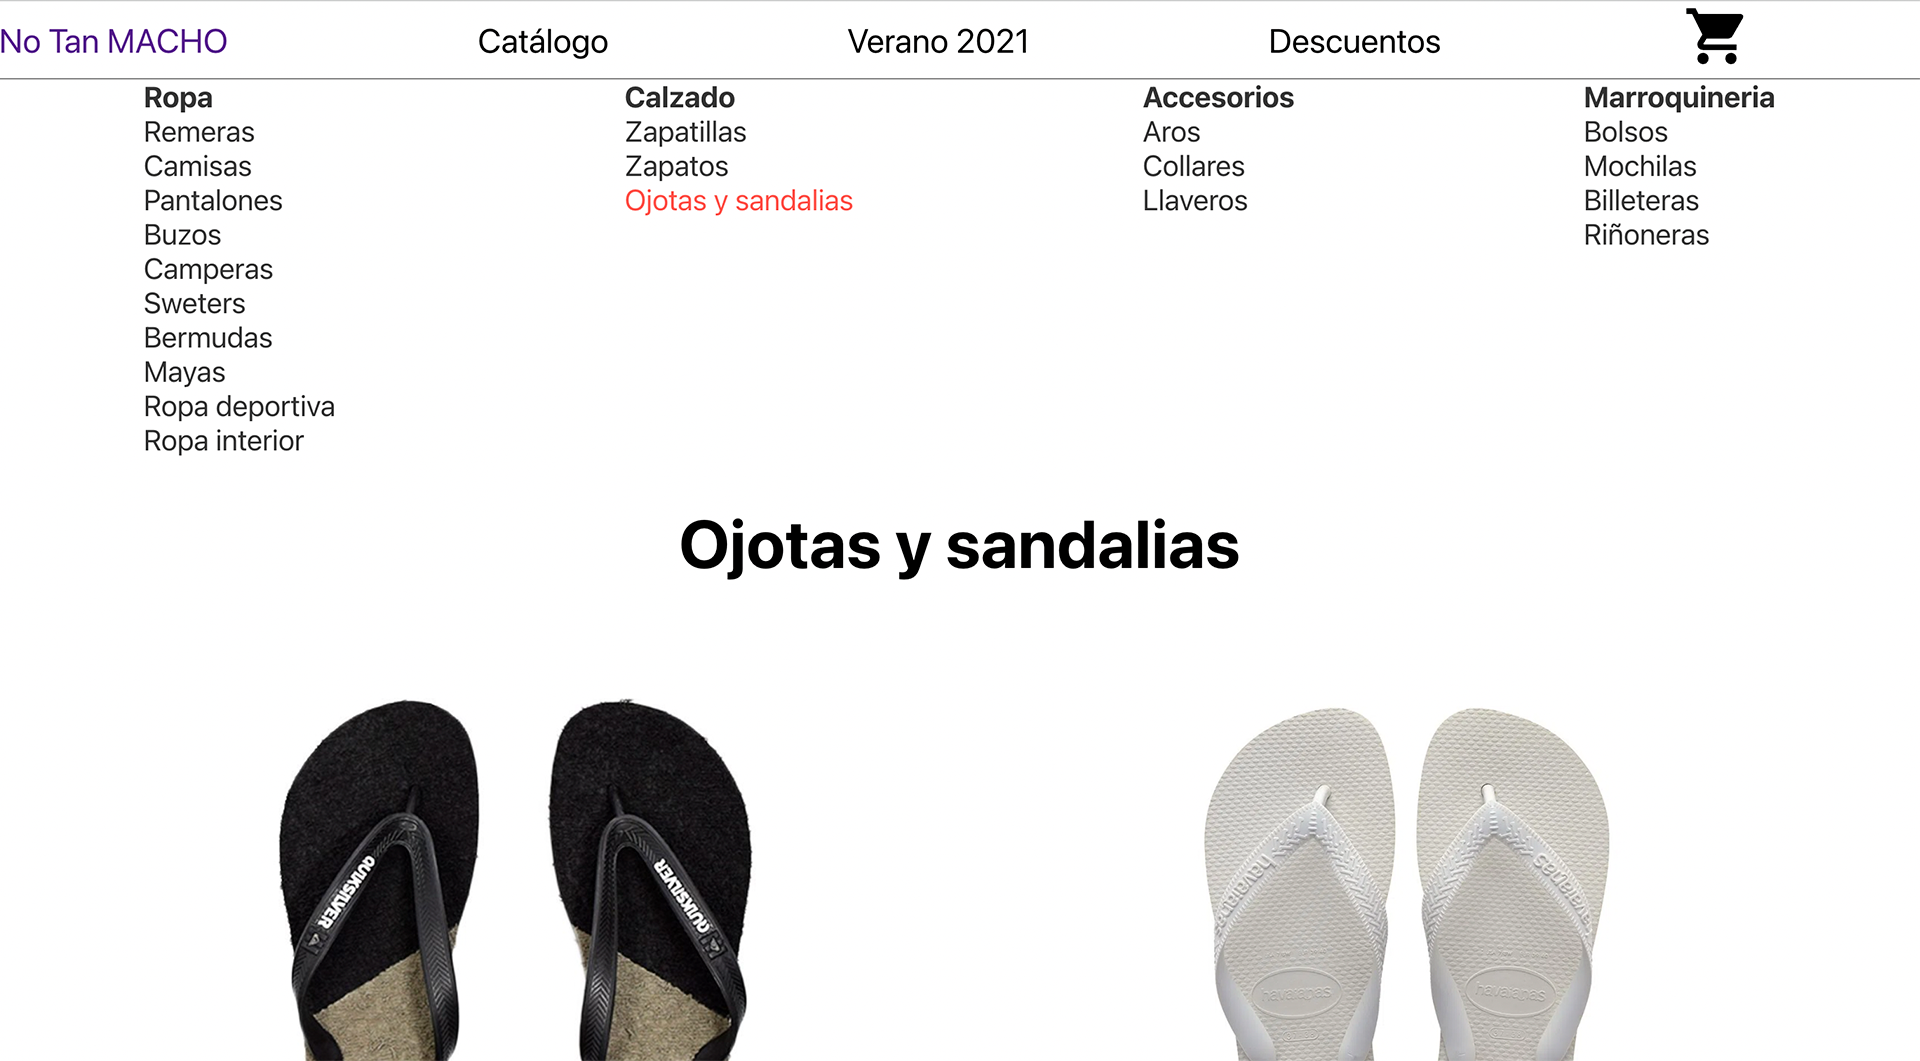 No Tan MACHO
Catálogo
Verano 2021
Descuentos
Ropa
Remeras
Camisas
Pantalones
Buzos
Camperas
Sweters
Bermudas
Mayas
Ropa deportiva
Ropa interior
Calzado
Zapatillas
Zapatos
Ojotas y sandalias
Accesorios
Aros
Collares
Llaveros
Marroquineria
Bolsos
Mochilas
Billeteras
Riñoneras
Ojotas y sandalias
QUIKSILVER
QUIKSILVER
havaianas
havaianas